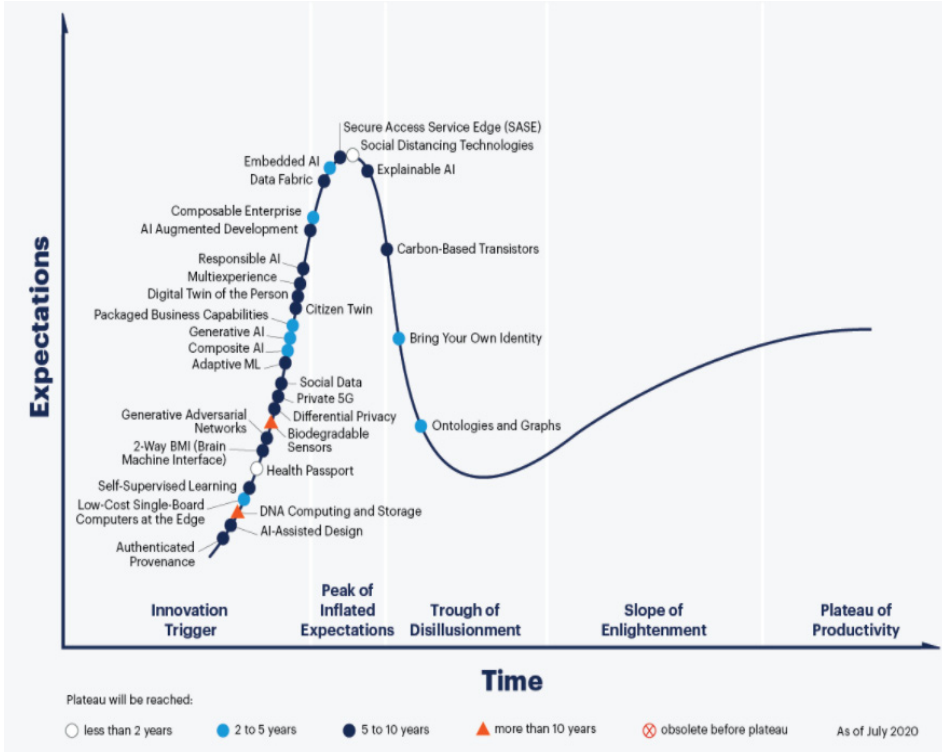 Secure Access Service Edge (SASE)
Social Distancing Technologies
Embedded AI
Explainable AI
Data Fabric
Composable Enterprise
AI Augmented Development
Carbon-Based Transistors
Responsible AI
Multiexperience
Digital Twin of the Person
Citizen Twin
Packaged Business Capabilities
Generative AI
Bring Your Own Identity
Composite AI
Adaptive ML
Social Data
Private 5G
Differential Privacy
Generative Adversarial
Networks
Biodegradable
Sensors
Ontologies and Graphs
2-Way BMI (Brain
Machine Interface)
Health Passport
Self-Supervised Learning
Low-Cost Single-Board
Computers at the Edge
DNA Computing and Storage
AI-Assisted Design
Authenticated
Provenance
Expectations
Innovation
Trigger
Peak of
Inflated
Expectations
Trough of
Disillusionment
Slope of
Enlightenment
Plateau of
Productivity
Time
Plateau will be reached:
less than 2 years
2 to 5 years
5 to 10 years
more than 10 years
obsolete before plateau
As of July 2020